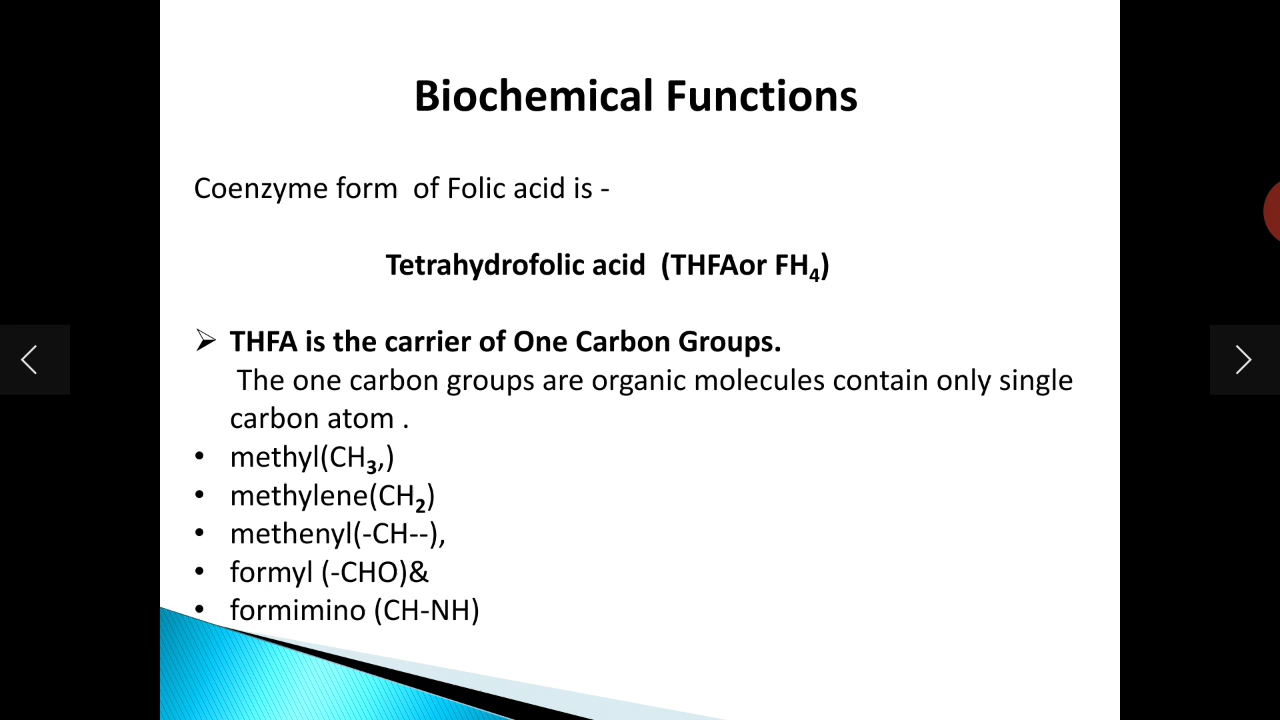 Biochemical Functions
Coenzyme form of Folic acid is -
Tetrahydrofolic acid (THFAor FH₄)
➢ THFA is the carrier of One Carbon Groups.
The one carbon groups are organic molecules contain only single
carbon atom .
• methyl(CH₃,)
• methylene(CH₂)
• methenyl(-CH--),
• formyl (-CHO)&
• formimino (CH-NH)